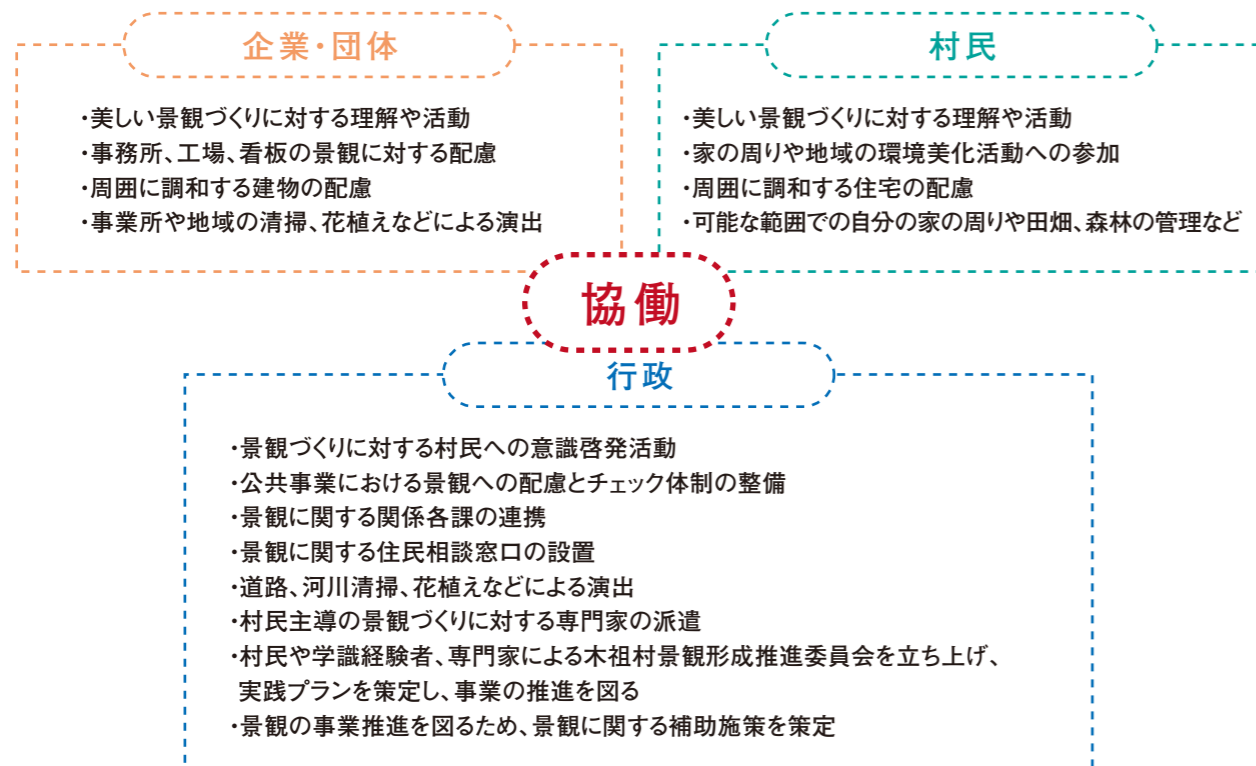 企業・団体
・美しい景観づくりに対する理解や活動
・事務所、工場、看板の景観に対する配慮
・周囲に調和する建物の配慮
・事業所や地域の清掃、花植えなどによる演出
村民
・美しい景観づくりに対する理解や活動
・家の周りや地域の環境美化活動への参加
・周囲に調和する住宅の配慮
・可能な範囲での自分の家の周りや田畑、森林の管理など
協働
行政
・景観づくりに対する村民への意識啓発活動
・公共事業における景観への配慮とチェック体制の整備
・景観に関する関係各課の連携
・景観に関する住民相談窓口の設置
・道路、河川清掃、花植えなどによる演出
・村民主導の景観づくりに対する専門家の派遣
・村民や学識経験者、専門家による木祖村景観形成推進委員会を立ち上げ、
実践プランを策定し、事業の推進を図る
・景観の事業推進を図るため、景観に関する補助施策を策定